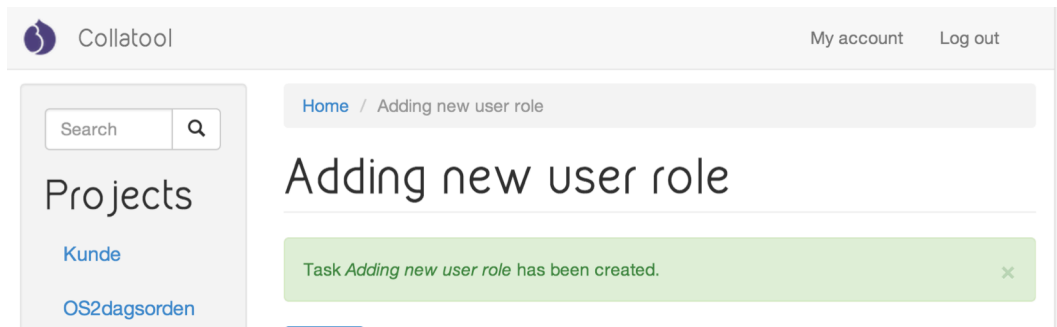 Collatool
My account
Log out
Search
Projects
Kunde
OS2dagsorden
Home / Adding new user role
Adding new user role
Task Adding new user role has been created.
×